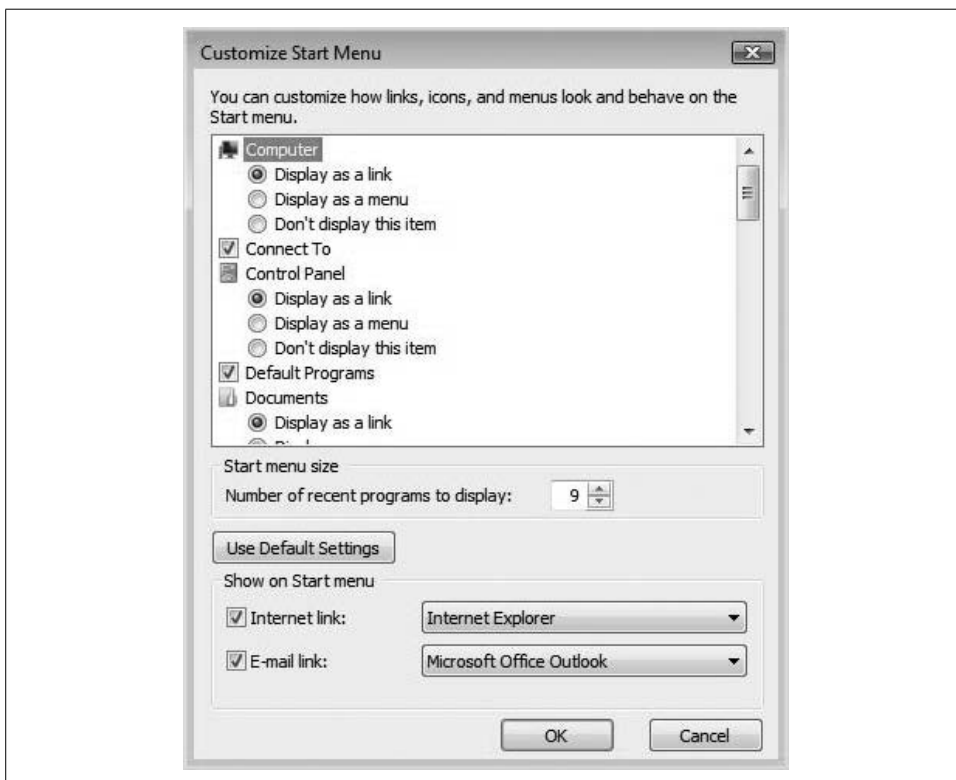 Customize Start Menu
You can customize how links, icons, and menus look and behave on the
Start menu.
Computer
Display as a link
Display as a menu
Don't display this item
Connect To
Control Panel
Display as a link
Display as a menu
Don't display this item
Default Programs
Documents
Display as a link
Start menu size
Number of recent programs to display: 9
Use Default Settings
Show on Start menu
Internet link: Internet Explorer
E-mail link: Microsoft Office Outlook
OK Cancel